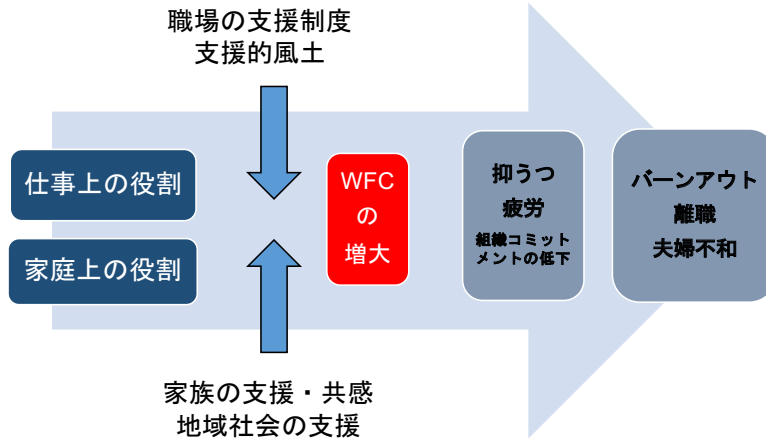 職場の支援制度
支援的風土
仕事上の役割
家庭上の役割
WFC
の
増大
抑うつ
疲労
組織コミット
メントの低下
バーンアウト
離職
夫婦不和
家族の支援・共感
地域社会の支援